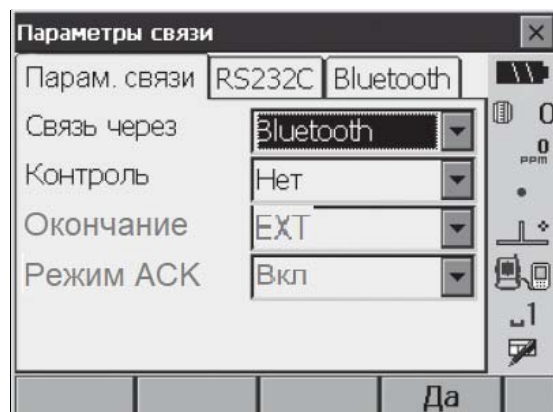 Параметры связи
Парам. связи RS232C Bluetooth
Связь через Bluetooth
Контроль Нет
Окончание EXT
Режим ACK Вкл
0
0
PPM
1
Да